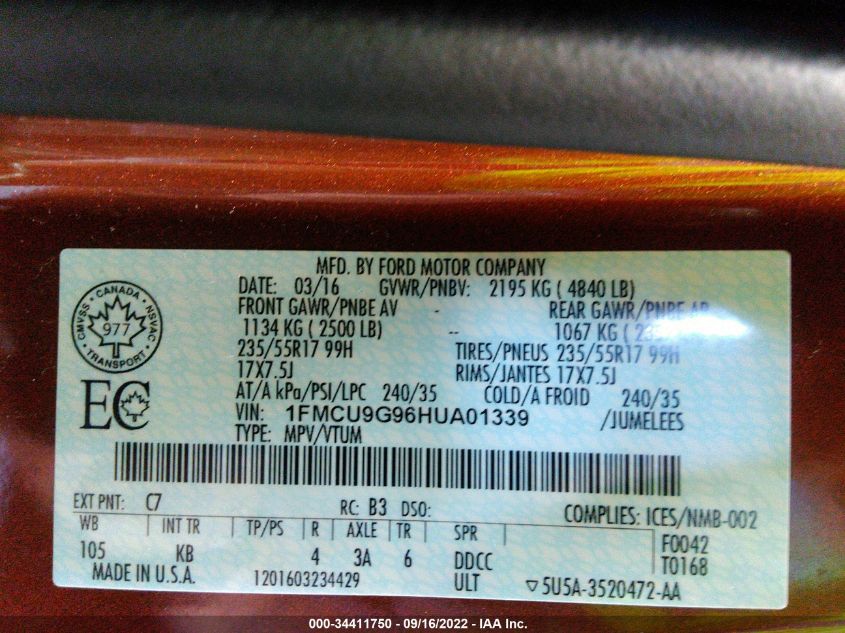 MFD. BY FORD MOTOR COMPANY
DATE: 03/16 GVWR/PNBV: 2195 KG ( 4840 LB)
FRONT GAWR/PNBE AV - REAR GAWR/PNBE AR
1134 KG ( 2500 LB) -- 1067 KG (
235/55R17 99H TIRES/PNEUS 235/55R17 99H
17X7.5J RIMS/JANTES 17X7.5J
AT/A kPa/PSI/LPC 240/35 COLD/A FROID 240/35
VIN: 1FMCU9G96HUA01339 /JUMELEES
TYPE: MPV/VTUM
CANADA
CMVSS NSVAC
977
TRANSPORT
EC
EXT PNT: C7 RC: B3 DSO: COMPLIES: ICES/NMB-002
WB INT TR TP/PS R AXLE TR SPR F0042
105 KB 4 3A 6 DDCC T0168
MADE IN U.S.A. 1201603234429 ULT ▽5U5A-3520472-AA
000-34411750 - 09/16/2022 - IAA Inc.